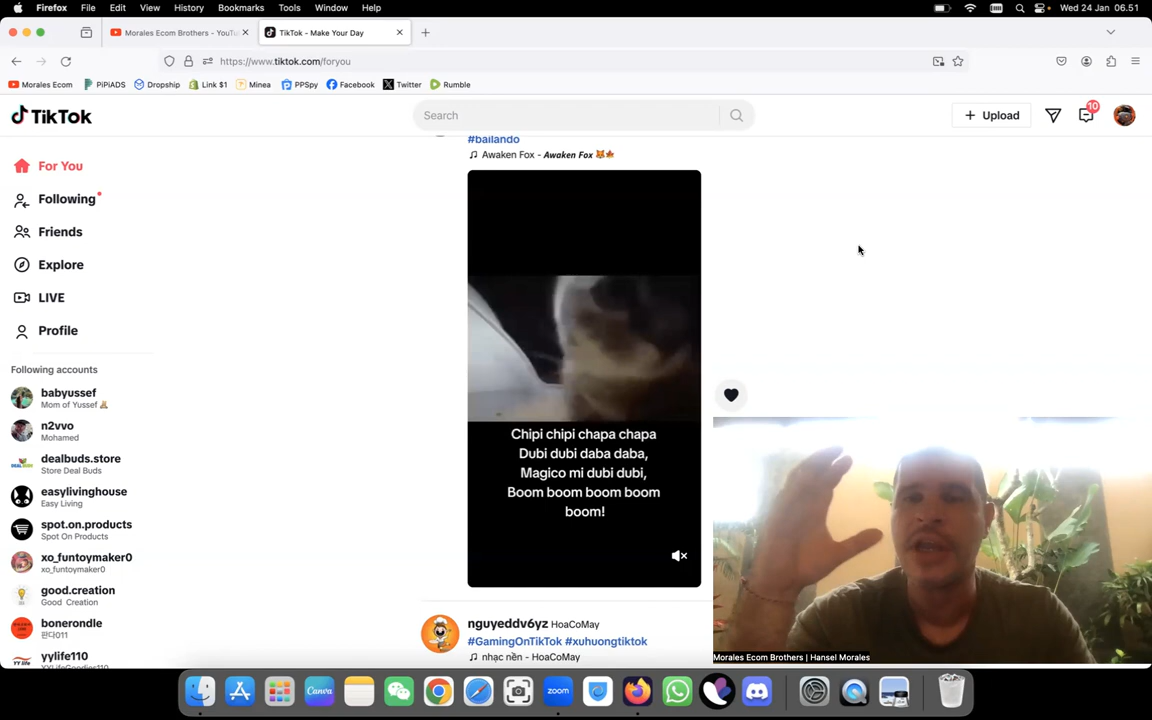 Firefox File Edit View History Bookmarks Tools Window Help Wed 24 Jan 06.51
Morales Ecom Brothers - YouTu
TikTok - Make Your Day
https://www.tiktok.com/foryou
Morales Ecom PiPiADS Dropship Link $1 Minea PPSpy Facebook Twitter Rumble
TikTok
Search
Upload
10
For You
Following
Friends
Explore
LIVE
Profile
Following accounts
babyussef
Mom of Yussef
n2vvo
Mohamed
dealbuds.store
Store Deal Buds
easylivinghouse
Easy Living
spot.on.products
Spot On Products
xo_funtoymaker0
xo_funtoymaker0
good.creation
Good Creation
bonerondle
판다011
yylife110
#bailando
Awaken Fox - Awaken Fox
Chipi chipi chapa chapa
Dubi dubi daba daba,
Magico mi dubi dubi,
Boom boom boom boom
boom!
nguyeddv6yz HoaCoMay
#GamingOnTikTok #xuhuongtiktok
nhạc nền - HoaCoMay
Morales Ecom Brothers | Hansel Morales
Canva
zoom